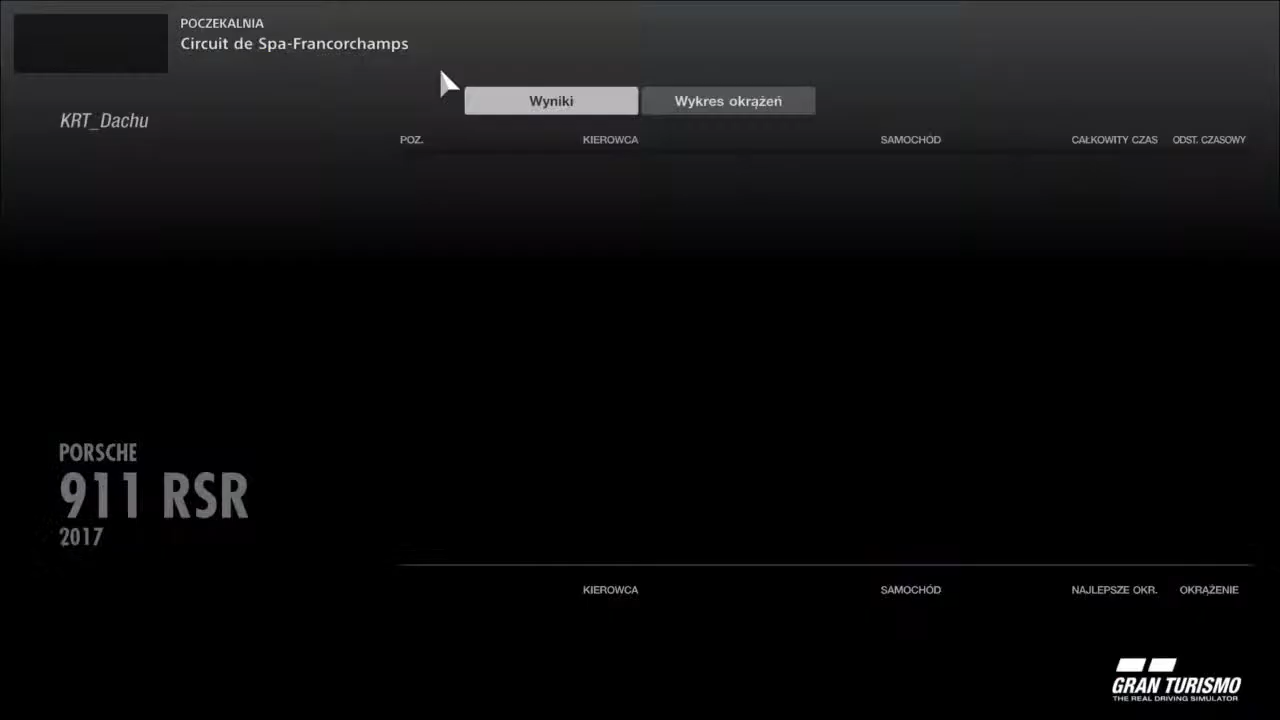 POCZEKALNIA
Circuit de Spa-Francorchamps
Wyniki Wykres okrążeń
KRT_Dachu
POZ. KIEROWCA SAMOCHÓD CAŁKOWITY CZAS ODST. CZASOWY
PORSCHE
911 RSR
2017
KIEROWCA SAMOCHÓD NAJLEPSZE OKR. OKRĄŻENIE
GRAN TURISMO
THE REAL DRIVING SIMULATOR